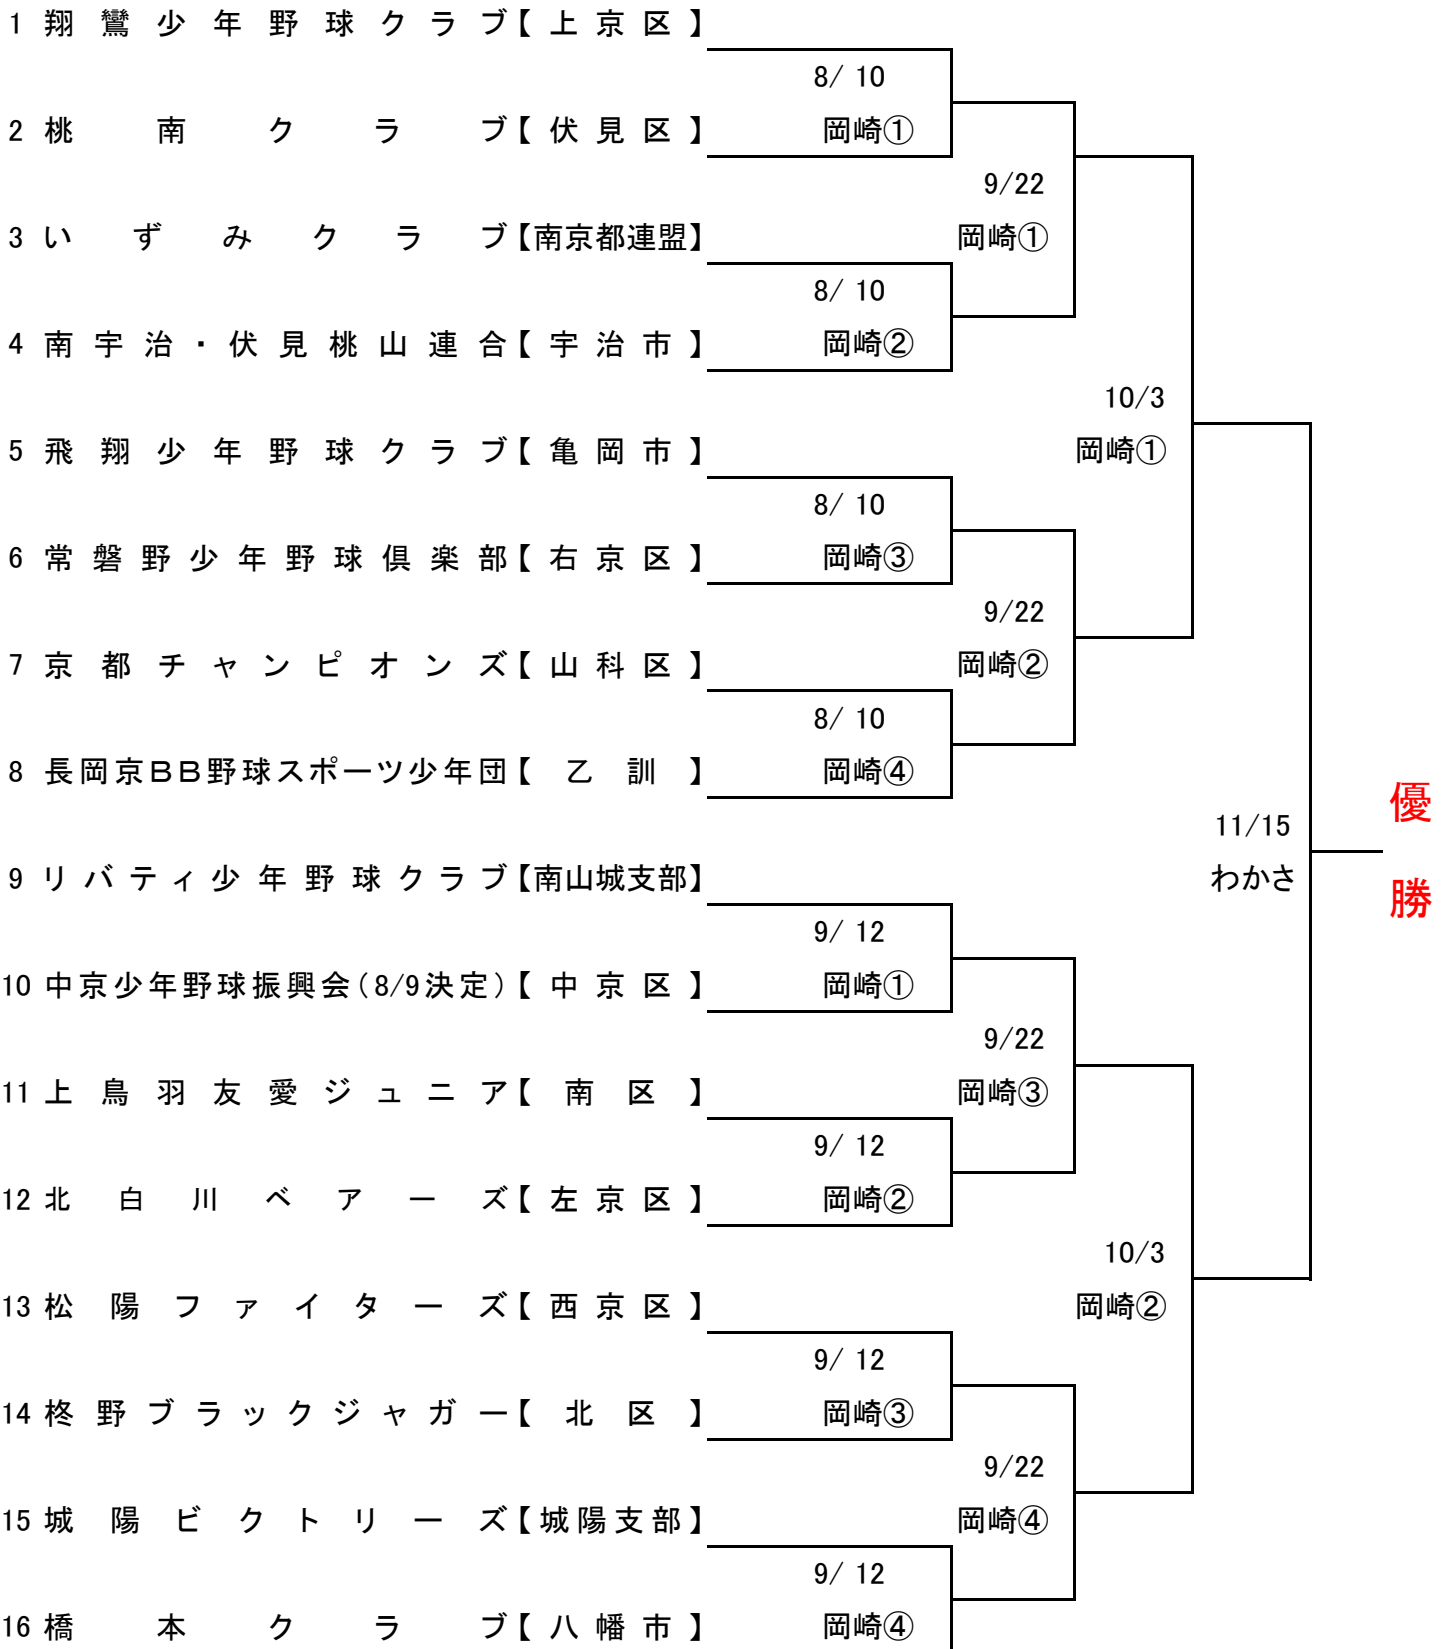 1 翔鸞少年野球クラブ【上京区】
8/ 10
2 桃南クラブ【伏見区】 岡崎①
9/22
3 いずみクラブ【南京都連盟】 岡崎①
8/ 10
4 南宇治・伏見桃山連合【宇治市】 岡崎②
10/3
5 飛翔少年野球クラブ【亀岡市】 岡崎①
8/ 10
6 常磐野少年野球倶楽部【右京区】 岡崎③
9/22
7 京都チャンピオンズ【山科区】 岡崎②
8/ 10
8 長岡京BB野球スポーツ少年団【乙訓】 岡崎④
優
11/15
9 リバティ少年野球クラブ【南山城支部】 わかさ
勝
9/ 12
10 中京少年野球振興会(8/9決定)【中京区】 岡崎①
9/22
11 上鳥羽友愛ジュニア【南区】 岡崎③
9/ 12
12 北白川ベアーズ【左京区】 岡崎②
10/3
13 松陽ファイターズ【西京区】 岡崎②
9/ 12
14 柊野ブラックジャガー【北区】 岡崎③
9/22
15 城陽ビクトリーズ【城陽支部】 岡崎④
9/ 12
16 橋本クラブ【八幡市】 岡崎④